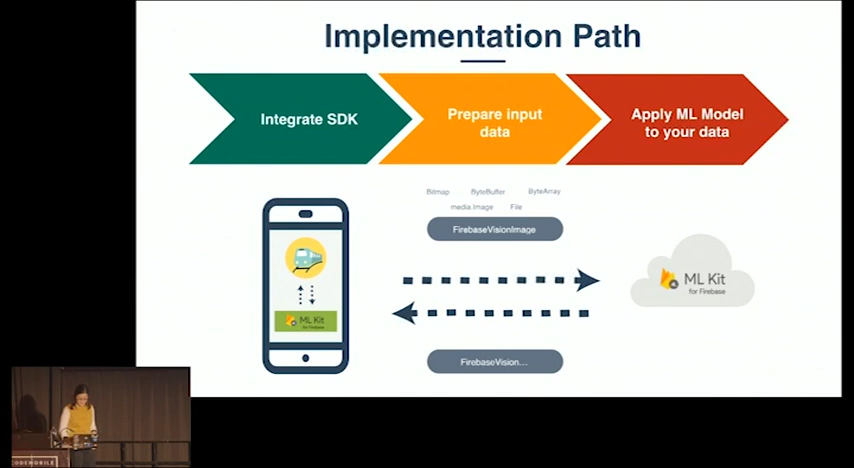 Implementation Path
Integrate SDK
Prepare input
data
Apply ML Model
to your data
Bitmap ByteBuffer ByteArray
media.Image File
FirebaseVisionImage
ML Kit
for Firebase
ML Kit
for Firebase
FirebaseVision...
CODEMOBILE